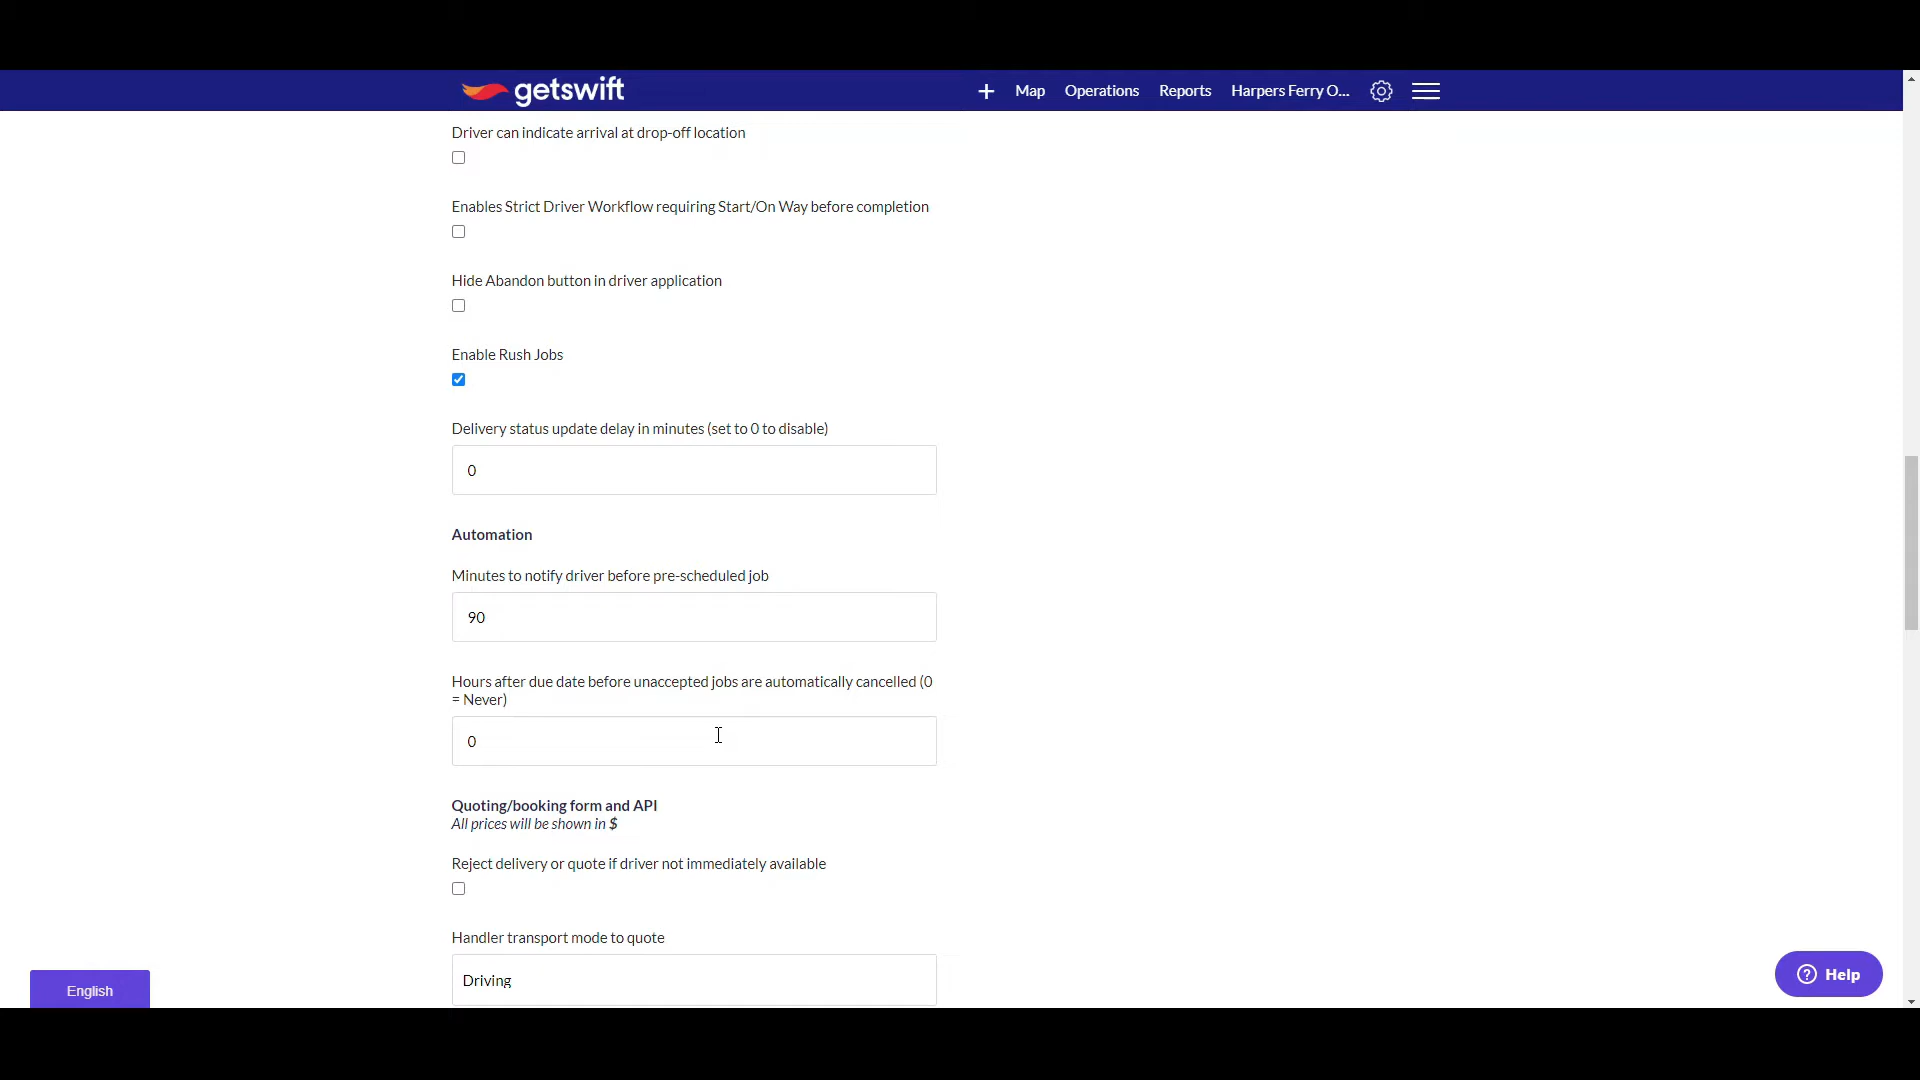 getswift
+ Map Operations Reports Harpers Ferry O...
Driver can indicate arrival at drop-off location
Enables Strict Driver Workflow requiring Start/On Way before completion
Hide Abandon button in driver application
Enable Rush Jobs
Delivery status update delay in minutes (set to 0 to disable)
0
Automation
Minutes to notify driver before pre-scheduled job
90
Hours after due date before unaccepted jobs are automatically cancelled (0
= Never)
0
Quoting/booking form and API
All prices will be shown in $
Reject delivery or quote if driver not immediately available
Handler transport mode to quote
Driving
English
? Help